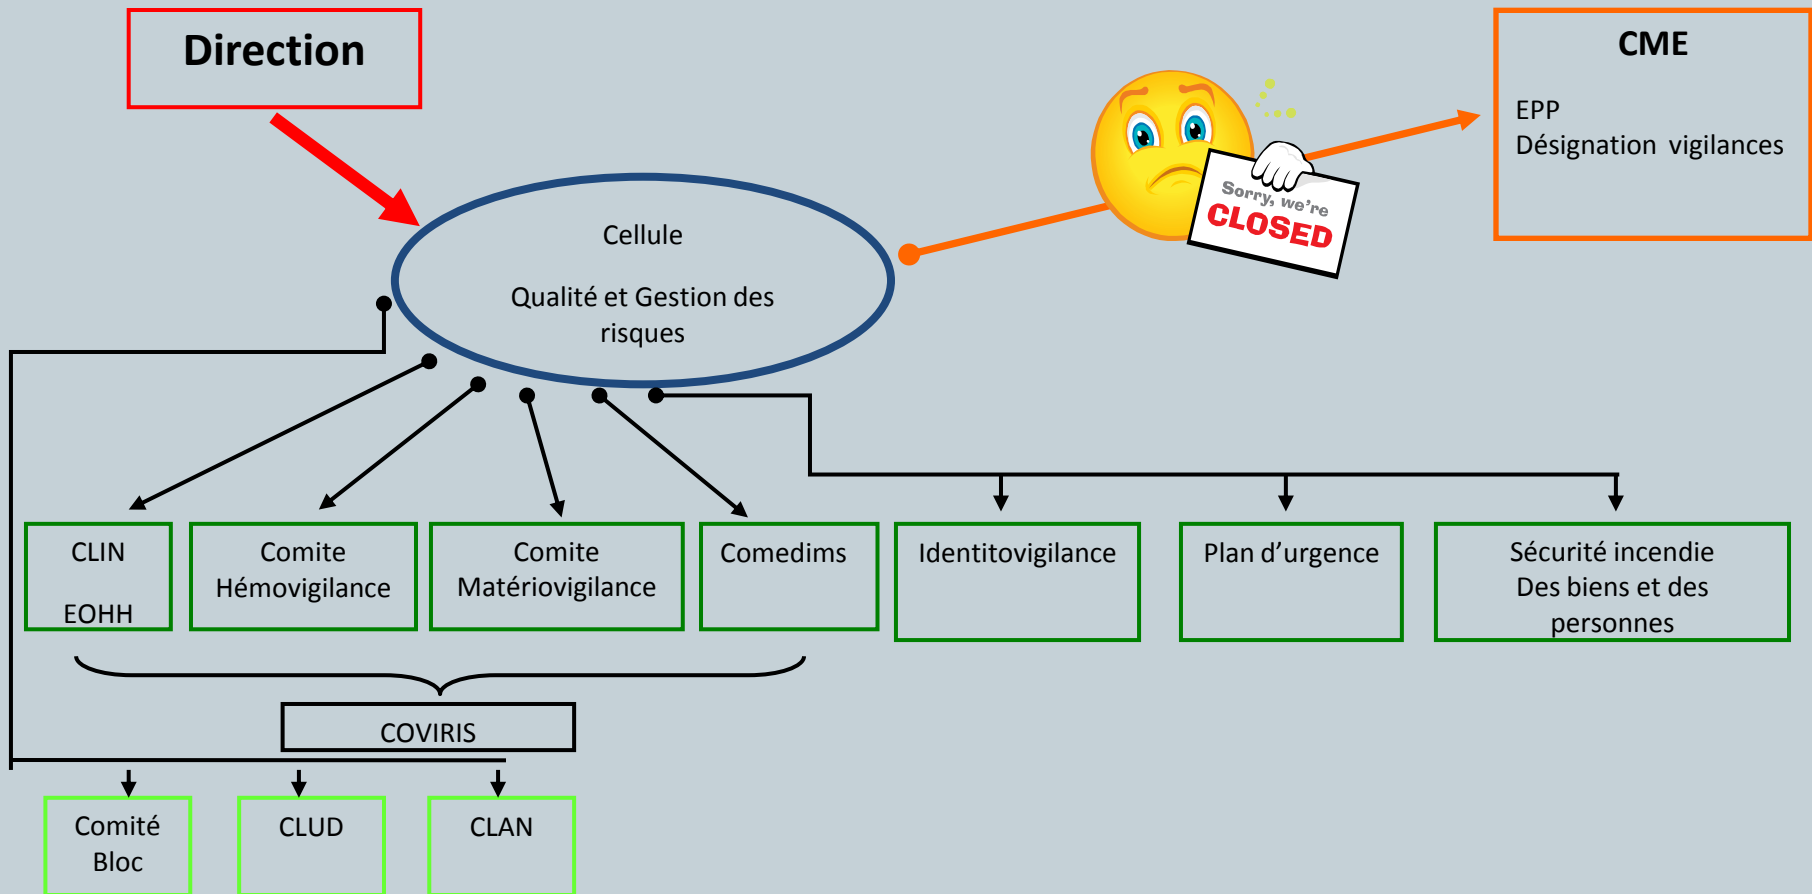 Direction
CME
EPP
Désignation vigilances
Sorry, we're
CLOSED
Cellule
Qualité et Gestion des
risques
CLIN
EOHH
Comite
Hémovigilance
Comite
Matériovigilance
Comedims
Identitovigilance
Plan d'urgence
Sécurité incendie
Des biens et des
personnes
COVIRIS
Comité
Bloc
CLUD
CLAN